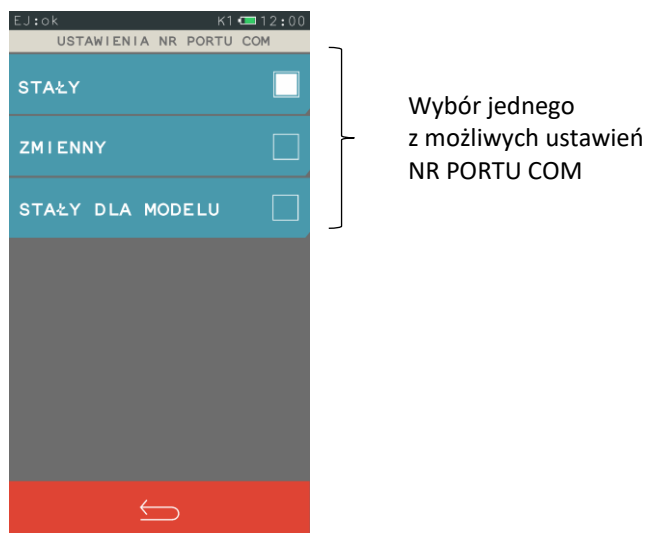 EJ:ok K1 12:00
USTAWIENIA NR PORTU COM
STAŁY
ZMIENNY
STAŁY DLA MODELU
Wybór jednego
z możliwych ustawień
NR PORTU COM